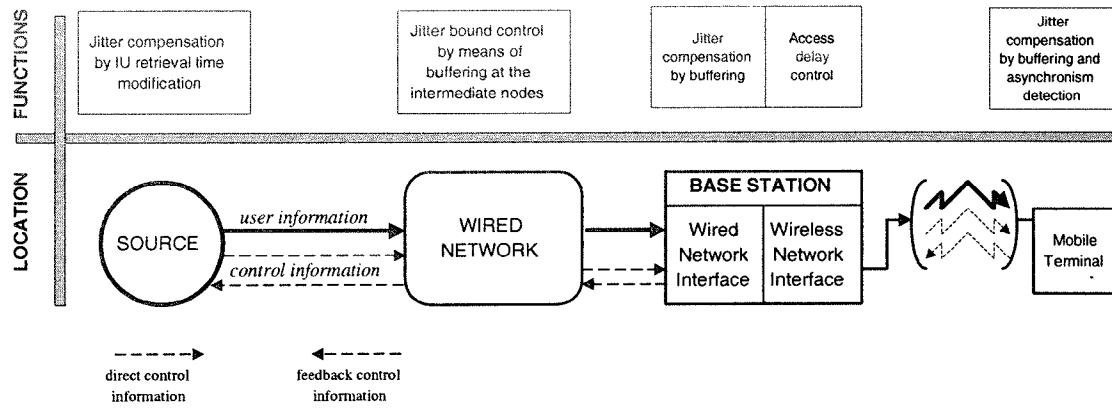 FUNCTIONS
Jitter compensation
by IU retrieval time
modification
Jitter bound control
by means of
buffering at the
intermediate nodes
Jitter
compensation
by buffering
Access
delay
control
Jitter
compensation
by buffering and
asynchronism
detection
LOCATION
SOURCE
user information
control information
WIRED
NETWORK
BASE STATION
Wired
Network
Interface
Wireless
Network
Interface
Mobile
Terminal
direct control
information
feedback control
information